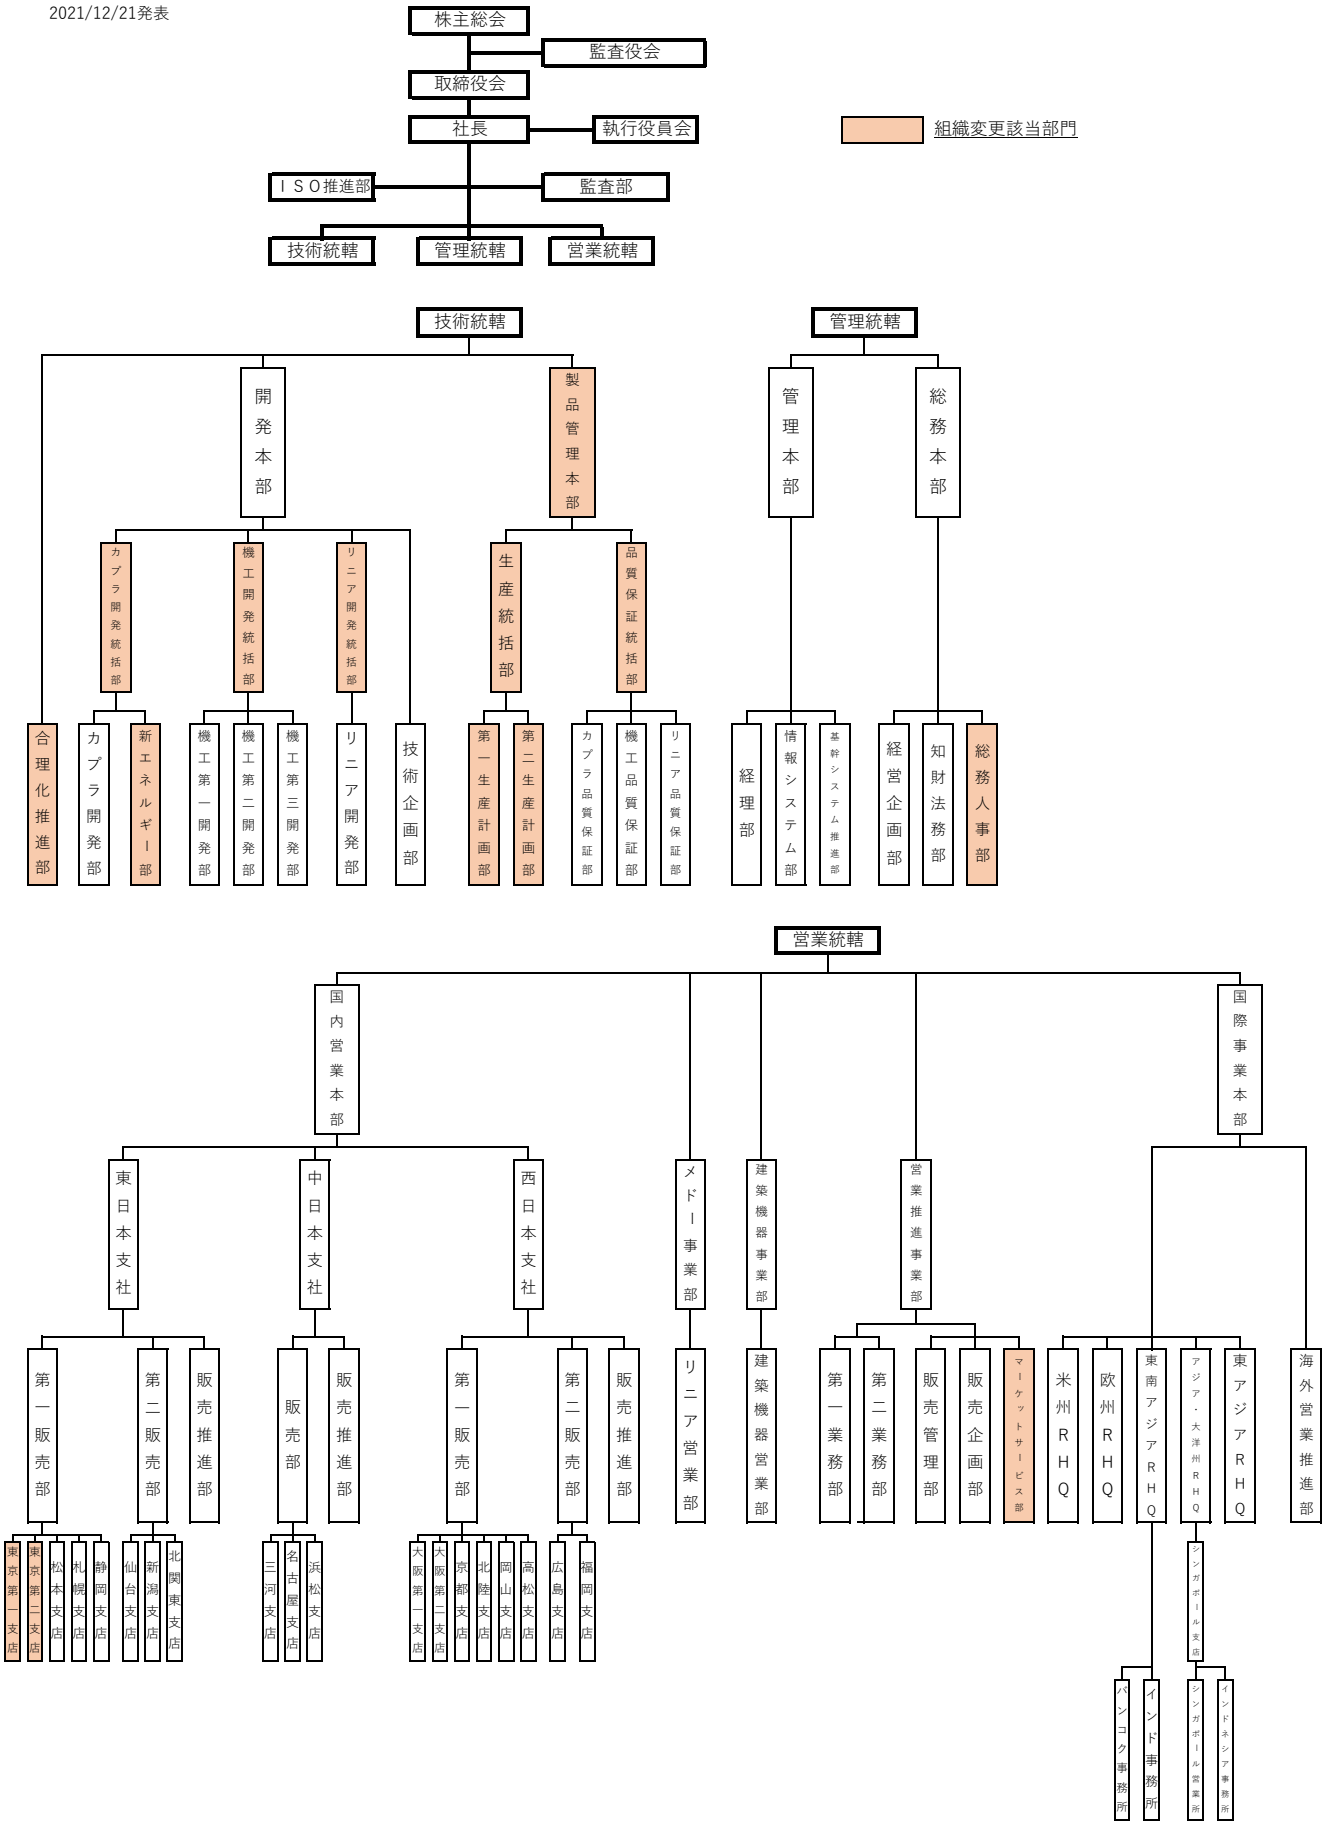 2021/12/21発表
株主総会
監査役会
取締役会
社長
執行役員会
組織変更該当部門
ＩＳＯ推進部
監査部
技術統轄
管理統轄
営業統轄
技術統轄
管理統轄
開発本部
製品管理本部
管理本部
総務本部
カプラ開発統括部
機工開発統括部
リニア開発統括部
生産統括部
品質保証統括部
合理化推進部
カプラ開発部
新エネルギー部
機工第一開発部
機工第二開発部
機工第三開発部
リニア開発部
技術企画部
第一生産計画部
第二生産計画部
カプラ品質保証部
機工品質保証部
リニア品質保証部
経理部
情報システム部
基幹システム推進部
経営企画部
知財法務部
総務人事部
営業統轄
国内営業本部
国際事業本部
東日本支社
中日本支社
西日本支社
メドー事業部
建築機器事業部
営業推進事業部
第一販売部
第二販売部
販売推進部
販売部
販売推進部
第一販売部
第二販売部
販売推進部
リニア営業部
建築機器営業部
第一業務部
第二業務部
販売管理部
販売企画部
マーケットサービス部
米州ＲＨＱ
欧州ＲＨＱ
東南アジアＲＨＱ
アジア・大洋州ＲＨＱ
東アジアＲＨＱ
海外営業推進部
東京第一支店
東京第二支店
松本支店
札幌支店
静岡支店
仙台支店
新潟支店
北関東支店
三河支店
名古屋支店
浜松支店
大阪第一支店
大阪第二支店
京都支店
北陸支店
岡山支店
高松支店
広島支店
福岡支店
シンガポール支店
バンコク事務所
インド事務所
シンガポール営業所
インドネシア事務所